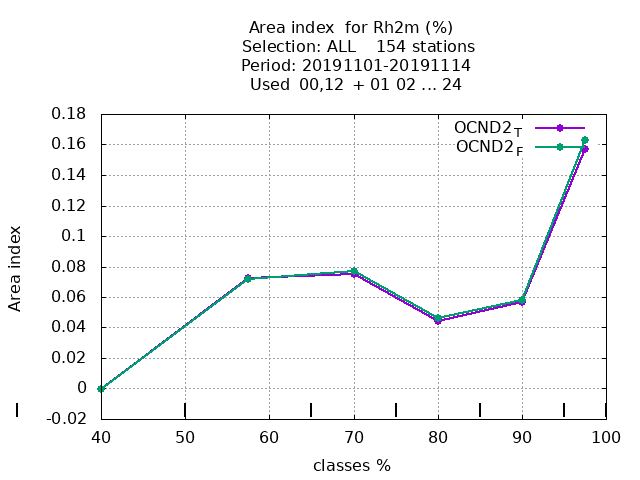 Area index  for Rh2m (%)
Selection: ALL    154 stations
Period: 20191101-20191114
Used  00,12  + 01 02 ... 24
OCND2T
OCND2F
0.18
0.16
0.14
0.12
0.1
0.08
0.06
0.04
0.02
0
-0.02
Area index
40 50 60 70 80 90 100
classes %